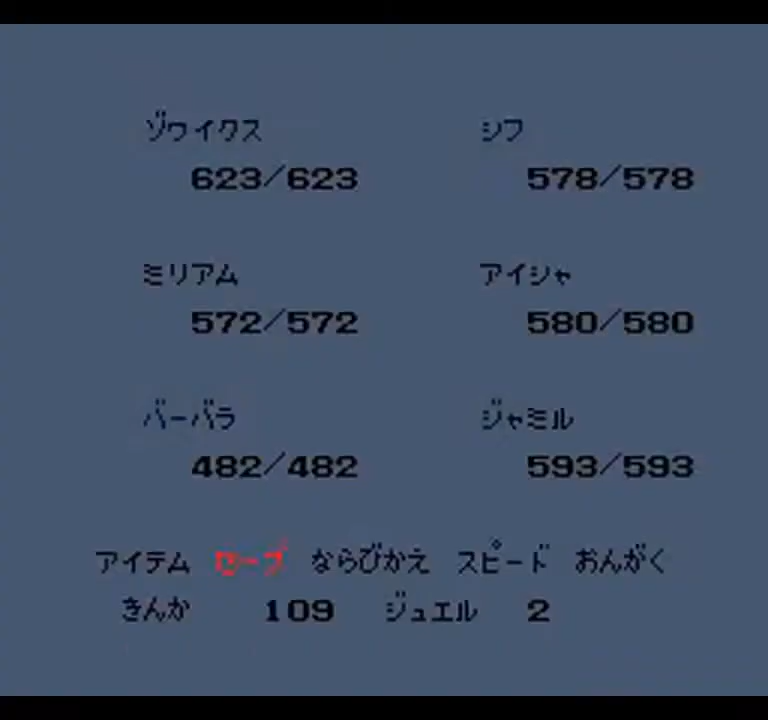 ゾウイクス シフ
623/623 578/578
ミリアム アイシャ
572/572 580/580
バーバラ ジャミル
482/482 593/593
アイテム セーブ ならびかえ スピード おんがく
きんか 109 ジュエル 2